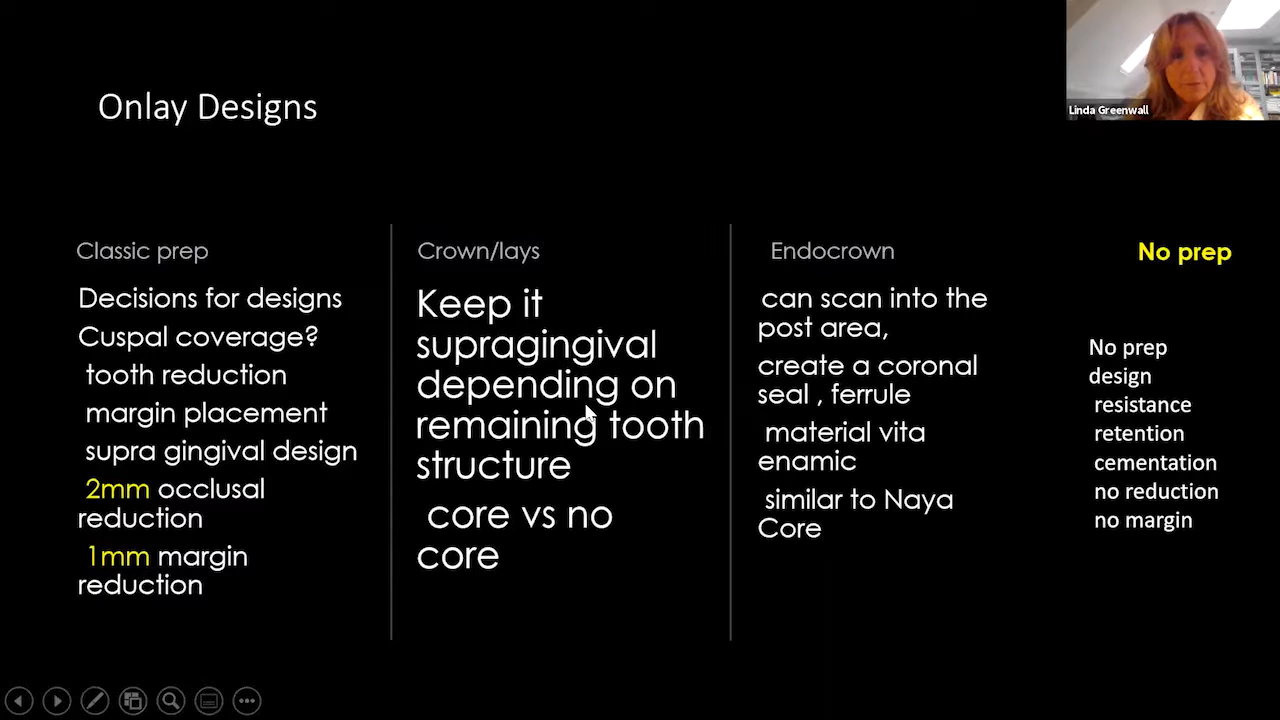 Linda Greenwall
Onlay Designs
Classic prep
Decisions for designs
Cuspal coverage?
tooth reduction
margin placement
supra gingival design
2mm occlusal
reduction
1mm margin
reduction
Crown/lays
Keep it
supragingival
depending on
remaining tooth
structure
core vs no
core
Endocrown
can scan into the
post area,
create a coronal
seal , ferrule
material vita
enamic
similar to Naya
Core
No prep
No prep
design
resistance
retention
cementation
no reduction
no margin